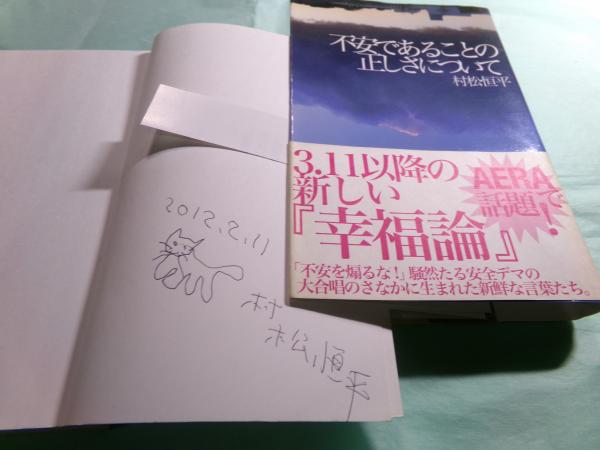 不安であることの
正しさについて
村松恒平
3.11以降の
新しい
『幸福論』
AERAで
話題!
「不安を煽るな!」騒然たる安全デマの
大合唱のさなかに生まれた新鮮な言葉たち。
2012.2.21
村
松恒平